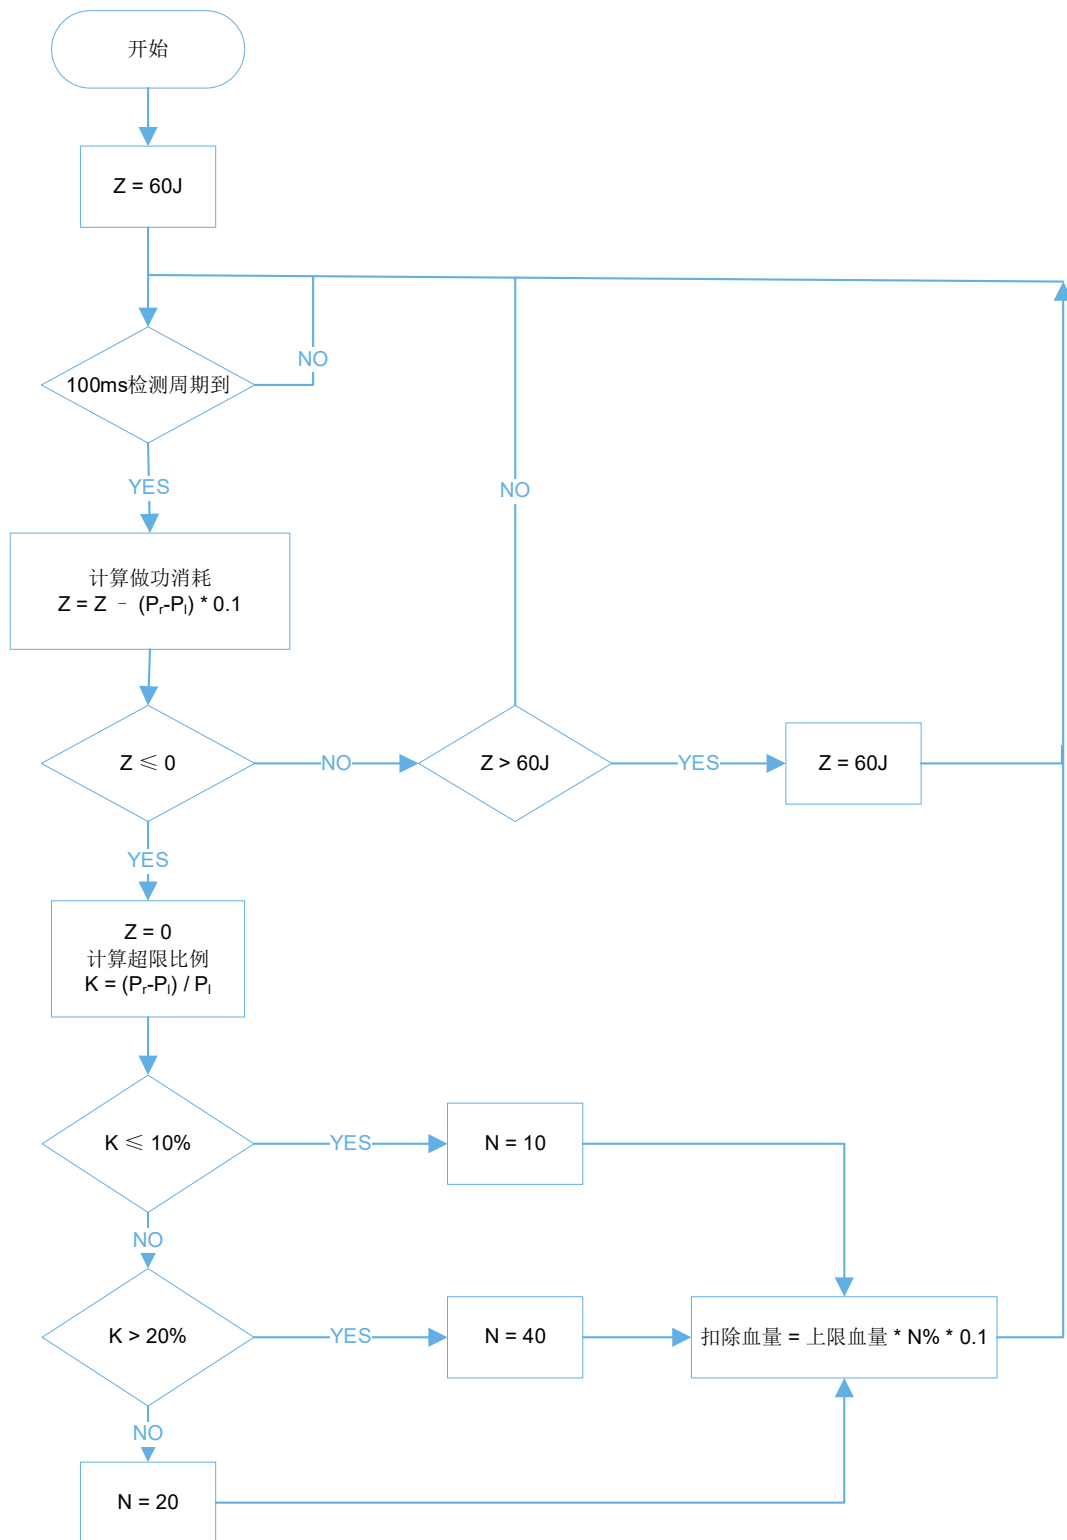 开始
Z = 60J
NO
100ms检测周期到
YES
NO
计算做功消耗
Z = Z – (Pr-Pl) * 0.1
Z ≤ 0
NO
Z > 60J
YES
Z = 60J
YES
Z = 0
计算超限比例
K = (Pr-Pl) / Pl
K ≤ 10%
YES
N = 10
NO
K > 20%
YES
N = 40
扣除血量 = 上限血量 * N% * 0.1
NO
N = 20